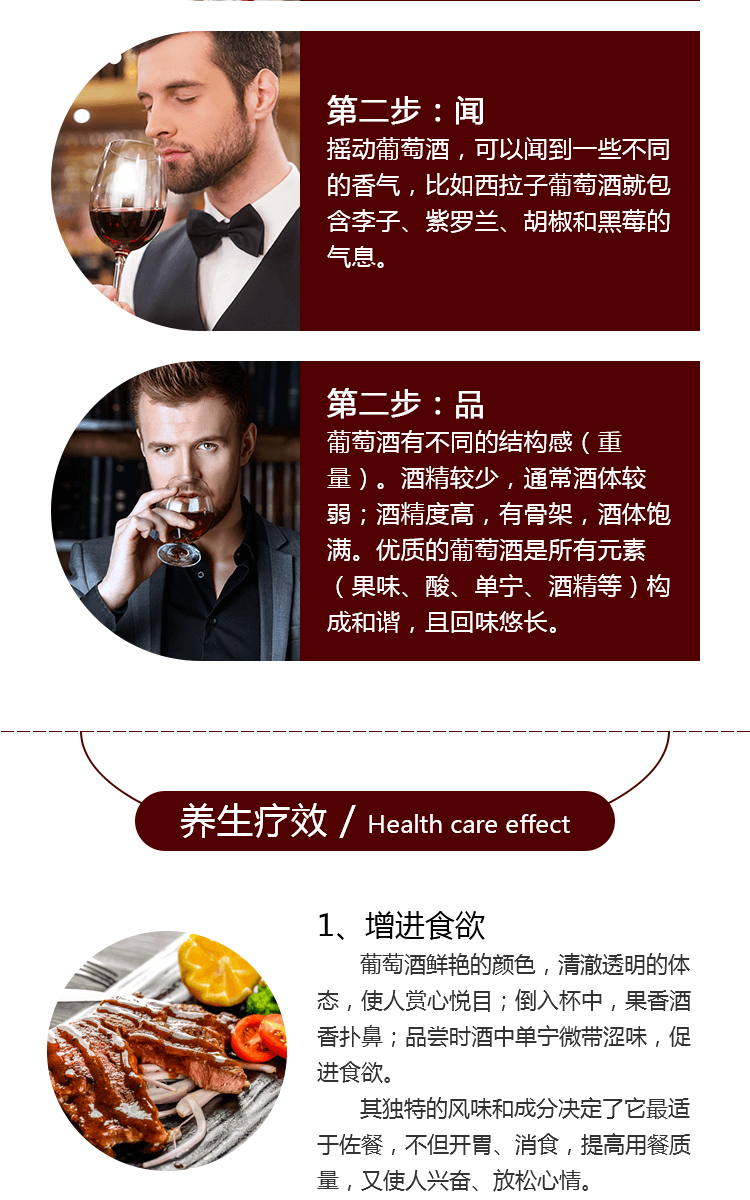 第二步：闻
摇动葡萄酒，可以闻到一些不同
的香气，比如西拉子葡萄酒就包
含李子、紫罗兰、胡椒和黑莓的
气息。
第二步：品
葡萄酒有不同的结构感（重
量）。酒精较少，通常酒体较
弱；酒精度高，有骨架，酒体饱
满。优质的葡萄酒是所有元素
（果味、酸、单宁、酒精等）构
成和谐，且回味悠长。
养生疗效 / Health care effect
1、增进食欲
葡萄酒鲜艳的颜色，清澈透明的体
态，使人赏心悦目；倒入杯中，果香酒
香扑鼻；品尝时酒中单宁微带涩味，促
进食欲。
其独特的风味和成分决定了它最适
于佐餐，不但开胃、消食，提高用餐质
量，又使人兴奋、放松心情。